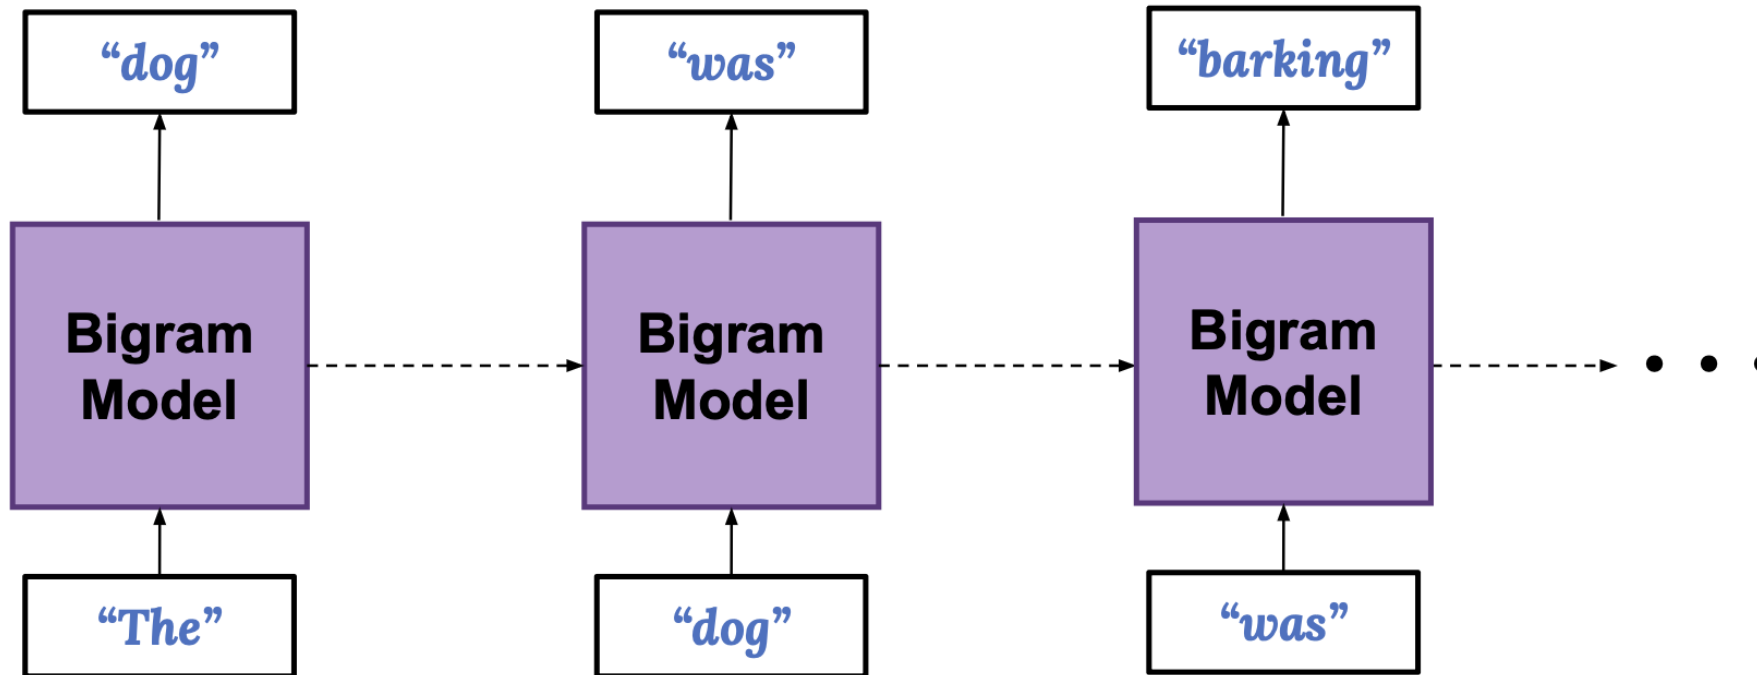 “dog”
“was”
“barking”
Bigram
Model
Bigram
Model
Bigram
Model
“The”
“dog”
“was”